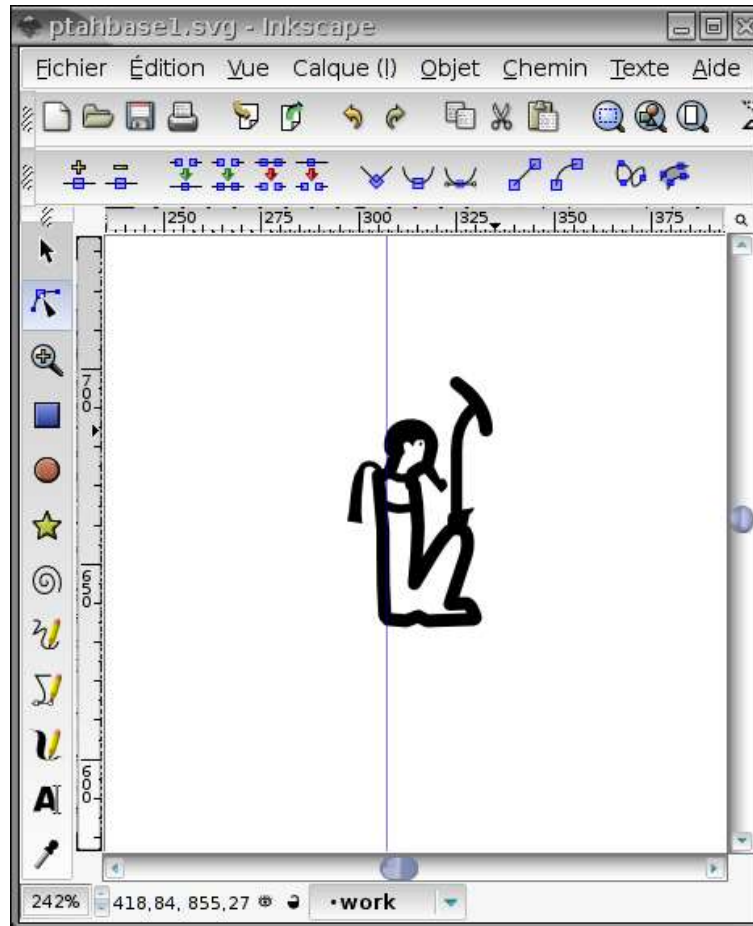 ptahbase1.svg - Inkscape
Fichier Édition Vue Calque (!) Objet Chemin Texte Aide
250 275 300 325 350 375
700
650
600
A
242% 418,84, 855,27 •work